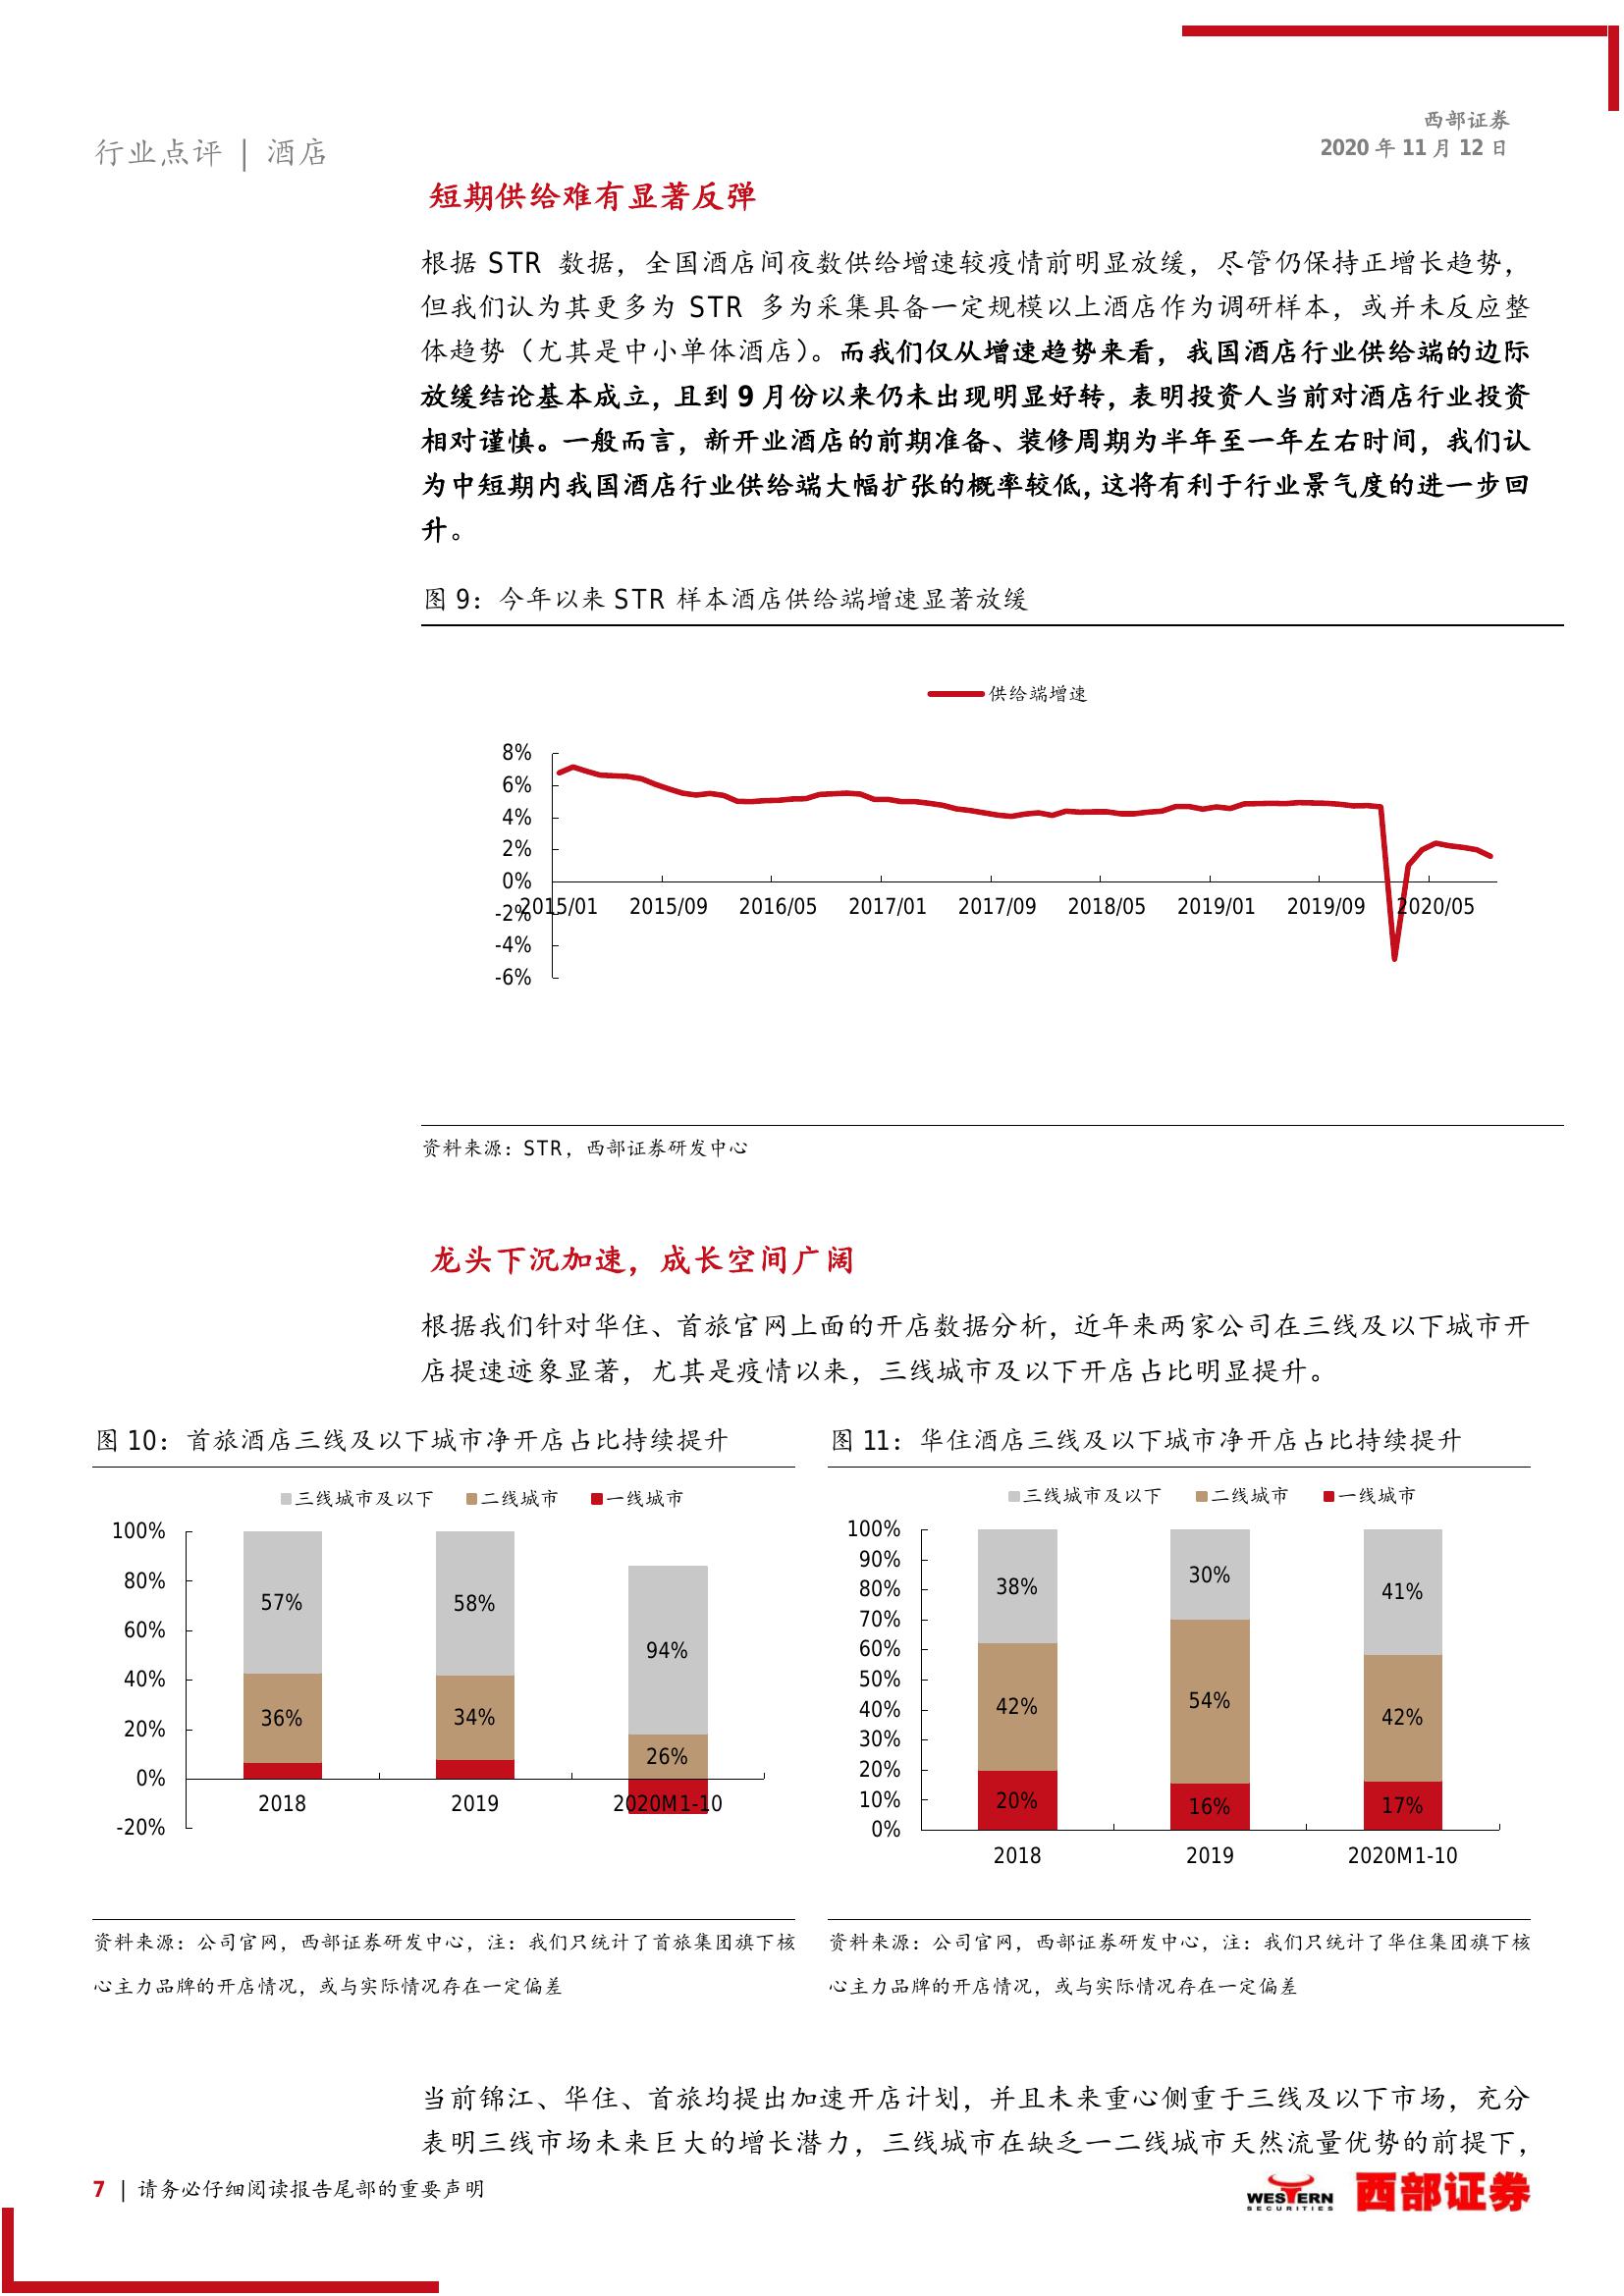 西部证券
2020 年 11 月 12 日
行业点评 | 酒店
短期供给难有显著反弹
根据 STR 数据，全国酒店间夜数供给增速较疫情前明显放缓，尽管仍保持正增长趋势，
但我们认为其更多为 STR 多为采集具备一定规模以上酒店作为调研样本，或并未反应整
体趋势（尤其是中小单体酒店）。而我们仅从增速趋势来看，我国酒店行业供给端的边际
放缓结论基本成立，且到 9 月份以来仍未出现明显好转，表明投资人当前对酒店行业投资
相对谨慎。一般而言，新开业酒店的前期准备、装修周期为半年至一年左右时间，我们认
为中短期内我国酒店行业供给端大幅扩张的概率较低，这将有利于行业景气度的进一步回
升。
图 9：今年以来 STR 样本酒店供给端增速显著放缓
供给端增速
8%
6%
4%
2%
0%
-2%
-4%
-6%
2015/01 2015/09 2016/05 2017/01 2017/09 2018/05 2019/01 2019/09 2020/05
资料来源：STR，西部证券研发中心
龙头下沉加速，成长空间广阔
根据我们针对华住、首旅官网上面的开店数据分析，近年来两家公司在三线及以下城市开
店提速迹象显著，尤其是疫情以来，三线城市及以下开店占比明显提升。
图 10：首旅酒店三线及以下城市净开店占比持续提升
三线城市及以下 二线城市 一线城市
100%
80%
60%
40%
20%
0%
-20%
57% 58% 94%
36% 34% 26%
2018 2019 2020M1-10
资料来源：公司官网，西部证券研发中心，注：我们只统计了首旅集团旗下核
心主力品牌的开店情况，或与实际情况存在一定偏差
图 11：华住酒店三线及以下城市净开店占比持续提升
三线城市及以下 二线城市 一线城市
100%
90%
80%
70%
60%
50%
40%
30%
20%
10%
0%
38% 30% 41%
42% 54% 42%
20% 16% 17%
2018 2019 2020M1-10
资料来源：公司官网，西部证券研发中心，注：我们只统计了华住集团旗下核
心主力品牌的开店情况，或与实际情况存在一定偏差
当前锦江、华住、首旅均提出加速开店计划，并且未来重心侧重于三线及以下市场，充分
表明三线市场未来巨大的增长潜力，三线城市在缺乏一二线城市天然流量优势的前提下，
7 | 请务必仔细阅读报告尾部的重要声明
WESTERN
SECURITIES
西部证券